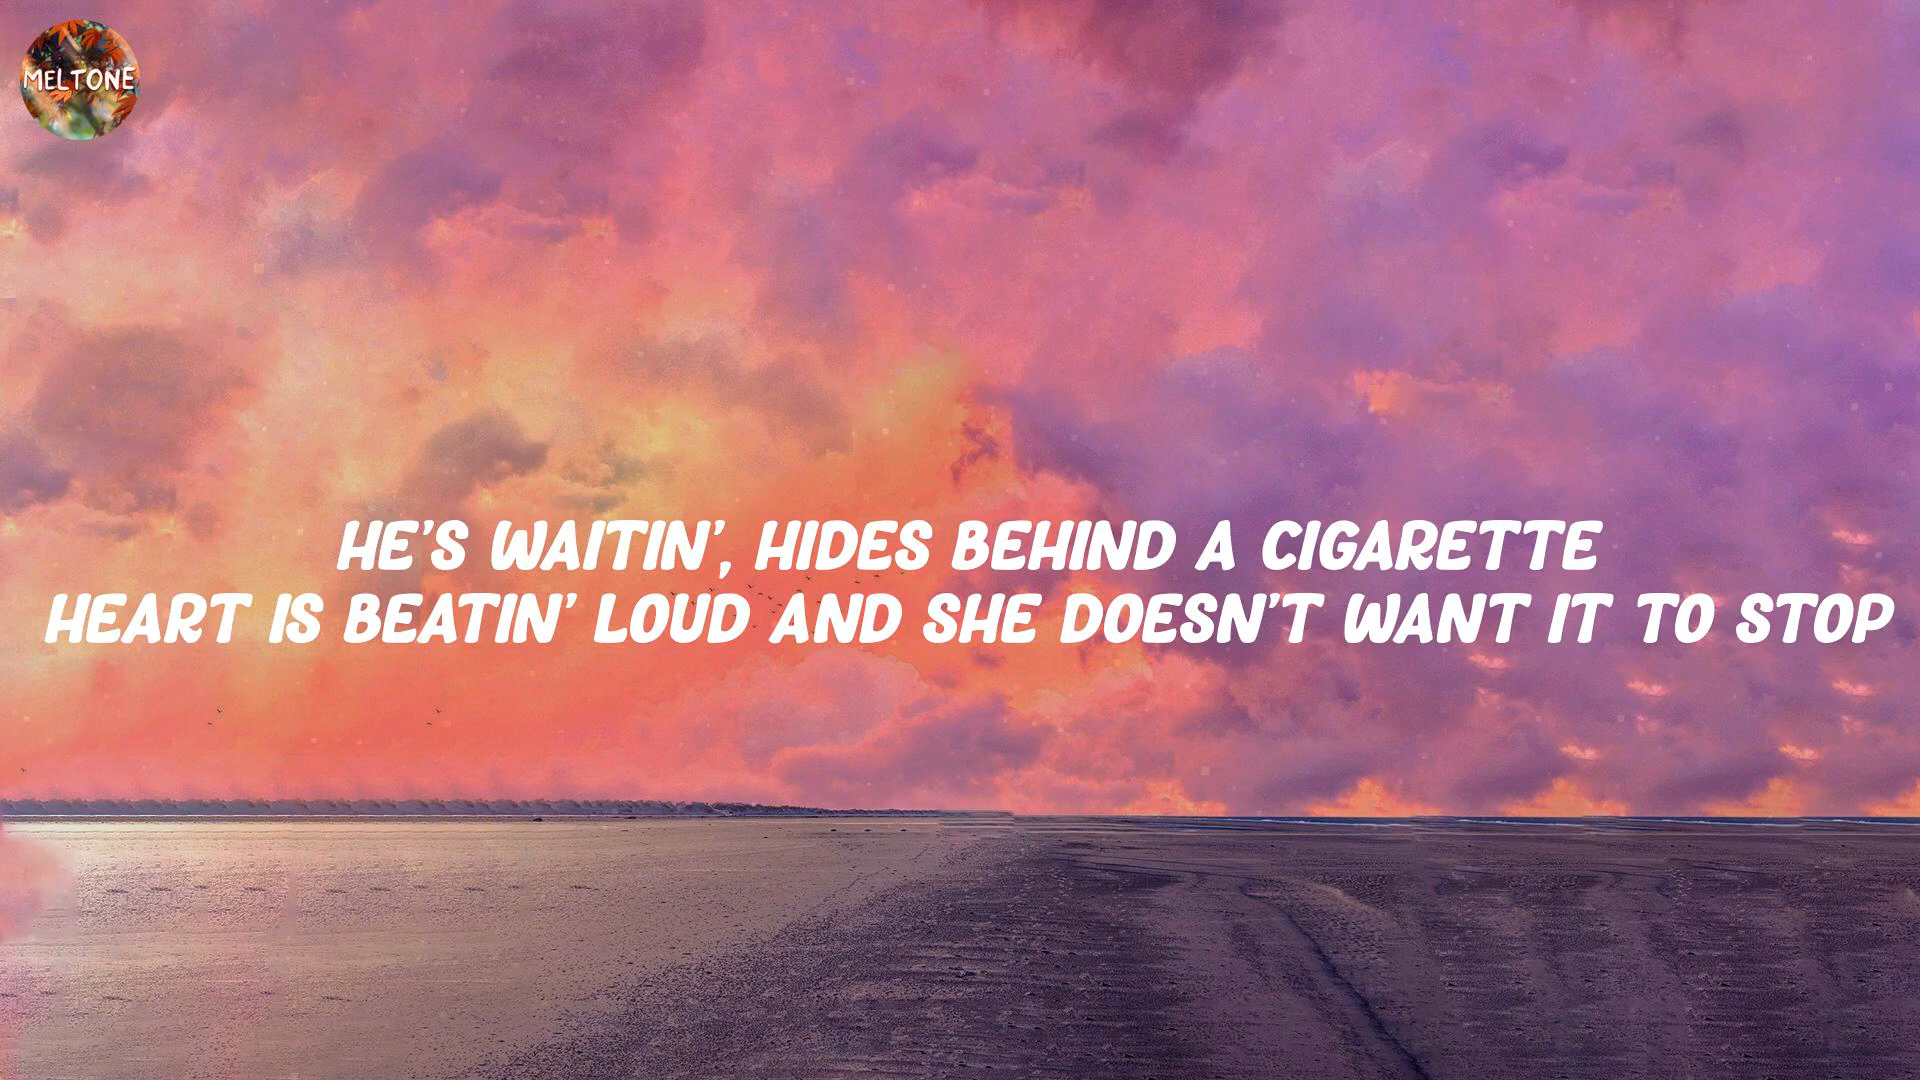 MELTONE
HE'S WAITIN', HIDES BEHIND A CIGARETTE
HEART IS BEATIN' LOUD AND SHE DOESN'T WANT IT TO STOP